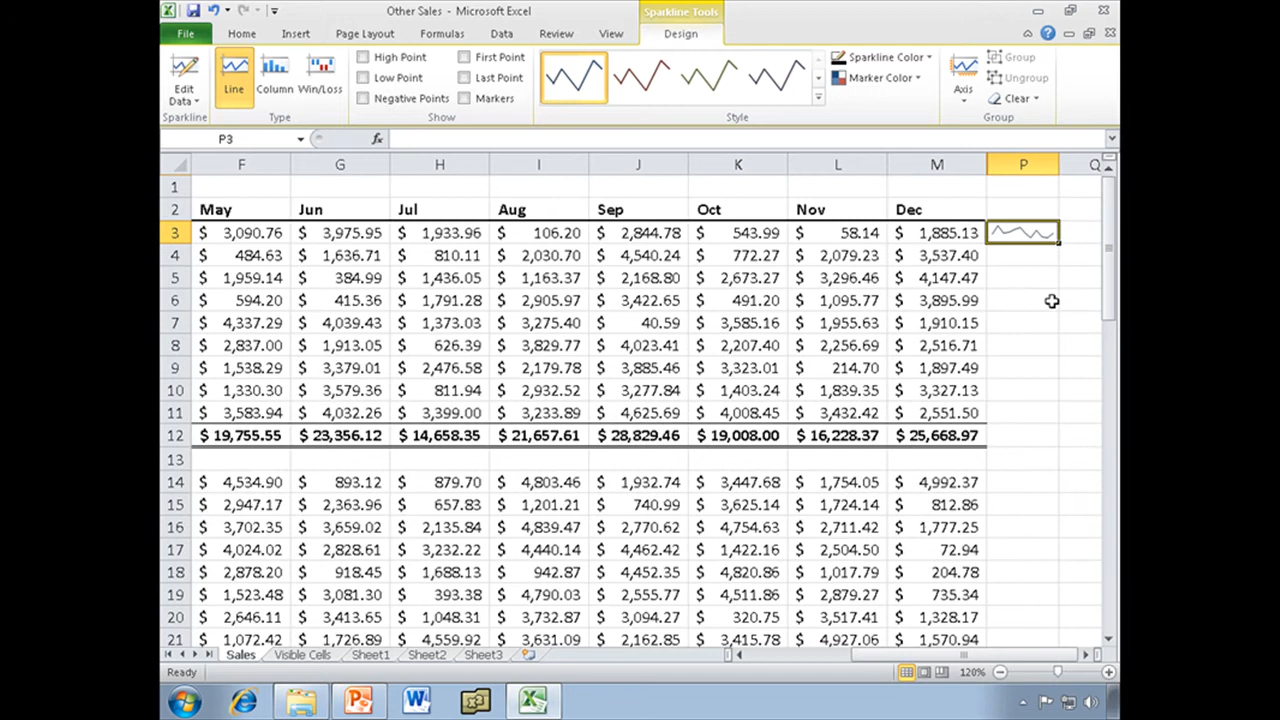 Other Sales - Microsoft Excel
Sparkline Tools
File Home Insert Page Layout Formulas Data Review View Design
Edit Data Line Column Win/Loss
High Point First Point
Low Point Last Point
Negative Points Markers
Sparkline Color
Marker Color
Axis
Group
Ungroup
Clear
Sparkline Type Show Style Group
P3 fx
F G H I J K L M P Q
1
2 May Jun Jul Aug Sep Oct Nov Dec
3 $ 3,090.76 $ 3,975.95 $ 1,933.96 $ 106.20 $ 2,844.78 $ 543.99 $ 58.14 $ 1,885.13
4 $ 484.63 $ 1,636.71 $ 810.11 $ 2,030.70 $ 4,540.24 $ 772.27 $ 2,079.23 $ 3,537.40
5 $ 1,959.14 $ 384.99 $ 1,436.05 $ 1,163.37 $ 2,168.80 $ 2,673.27 $ 3,296.46 $ 4,147.47
6 $ 594.20 $ 415.36 $ 1,791.28 $ 2,905.97 $ 3,422.65 $ 491.20 $ 1,095.77 $ 3,895.99
7 $ 4,337.29 $ 4,039.43 $ 1,373.03 $ 3,275.40 $ 40.59 $ 3,585.16 $ 1,955.63 $ 1,910.15
8 $ 2,837.00 $ 1,913.05 $ 626.39 $ 3,829.77 $ 4,023.41 $ 2,207.40 $ 2,256.69 $ 2,516.71
9 $ 1,538.29 $ 3,379.01 $ 2,476.58 $ 2,179.78 $ 3,885.46 $ 3,323.01 $ 214.70 $ 1,897.49
10 $ 1,330.30 $ 3,579.36 $ 811.94 $ 2,932.52 $ 3,277.84 $ 1,403.24 $ 1,839.35 $ 3,327.13
11 $ 3,583.94 $ 4,032.26 $ 3,399.00 $ 3,233.89 $ 4,625.69 $ 4,008.45 $ 3,432.42 $ 2,551.50
12 $ 19,755.55 $ 23,356.12 $ 14,658.35 $ 21,657.61 $ 28,829.46 $ 19,008.00 $ 16,228.37 $ 25,668.97
13
14 $ 4,534.90 $ 893.12 $ 879.70 $ 4,803.46 $ 1,932.74 $ 3,447.68 $ 1,754.05 $ 4,992.37
15 $ 2,947.17 $ 2,363.96 $ 657.83 $ 1,201.21 $ 740.99 $ 3,625.14 $ 1,724.14 $ 812.86
16 $ 3,702.35 $ 3,659.02 $ 2,135.84 $ 4,839.47 $ 2,770.62 $ 4,754.63 $ 2,711.42 $ 1,777.25
17 $ 4,024.02 $ 2,828.61 $ 3,232.22 $ 4,440.14 $ 4,462.42 $ 1,422.16 $ 2,504.50 $ 72.94
18 $ 2,878.20 $ 918.45 $ 1,688.13 $ 942.87 $ 4,452.35 $ 4,820.86 $ 1,017.79 $ 204.78
19 $ 1,523.48 $ 3,081.30 $ 393.38 $ 4,790.03 $ 2,555.77 $ 4,511.86 $ 2,879.27 $ 735.34
20 $ 2,646.11 $ 3,413.65 $ 1,048.31 $ 3,732.87 $ 3,094.27 $ 320.75 $ 3,517.41 $ 1,328.17
21 $ 1,072.42 $ 1,726.89 $ 4,559.92 $ 3,631.09 $ 2,162.85 $ 3,415.78 $ 4,927.06 $ 1,570.94
Sales Visible Cells Sheet1 Sheet2 Sheet3
Ready 120%